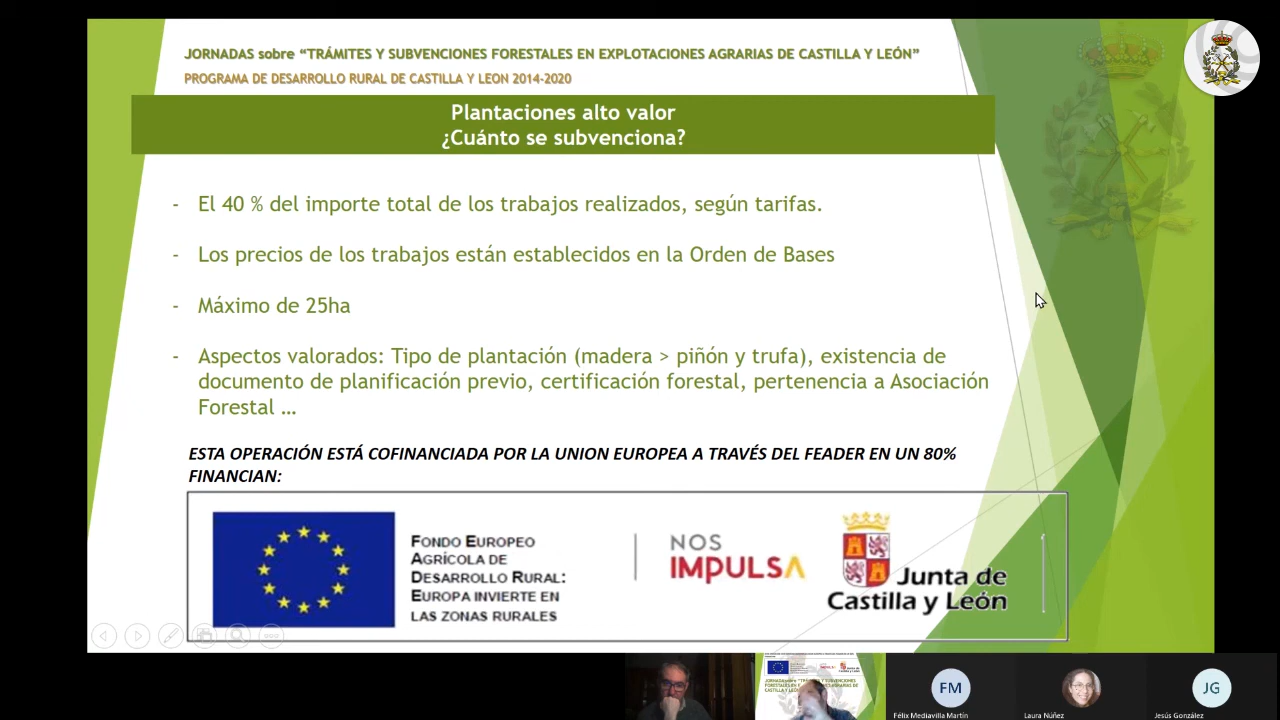 JORNADAS sobre “TRÁMITES Y SUBVENCIONES FORESTALES EN EXPLOTACIONES AGRARIAS DE CASTILLA Y LEÓN”
PROGRAMA DE DESARROLLO RURAL DE CASTILLA Y LEON 2014-2020
Plantaciones alto valor
¿Cuánto se subvenciona?
- El 40 % del importe total de los trabajos realizados, según tarifas.
- Los precios de los trabajos están establecidos en la Orden de Bases
- Máximo de 25ha
- Aspectos valorados: Tipo de plantación (madera > piñón y trufa), existencia de
documento de planificación previo, certificación forestal, pertenencia a Asociación
Forestal …
ESTA OPERACIÓN ESTÁ COFINANCIADA POR LA UNION EUROPEA A TRAVÉS DEL FEADER EN UN 80%
FINANCIAN:
FONDO EUROPEO
AGRÍCOLA DE
DESARROLLO RURAL:
EUROPA INVIERTE EN
LAS ZONAS RURALES
NOS
IMPULSA
Junta de
Castilla y León
FM
JG
Félix Mediavilla Martín
Laura Núñez
Jesús González